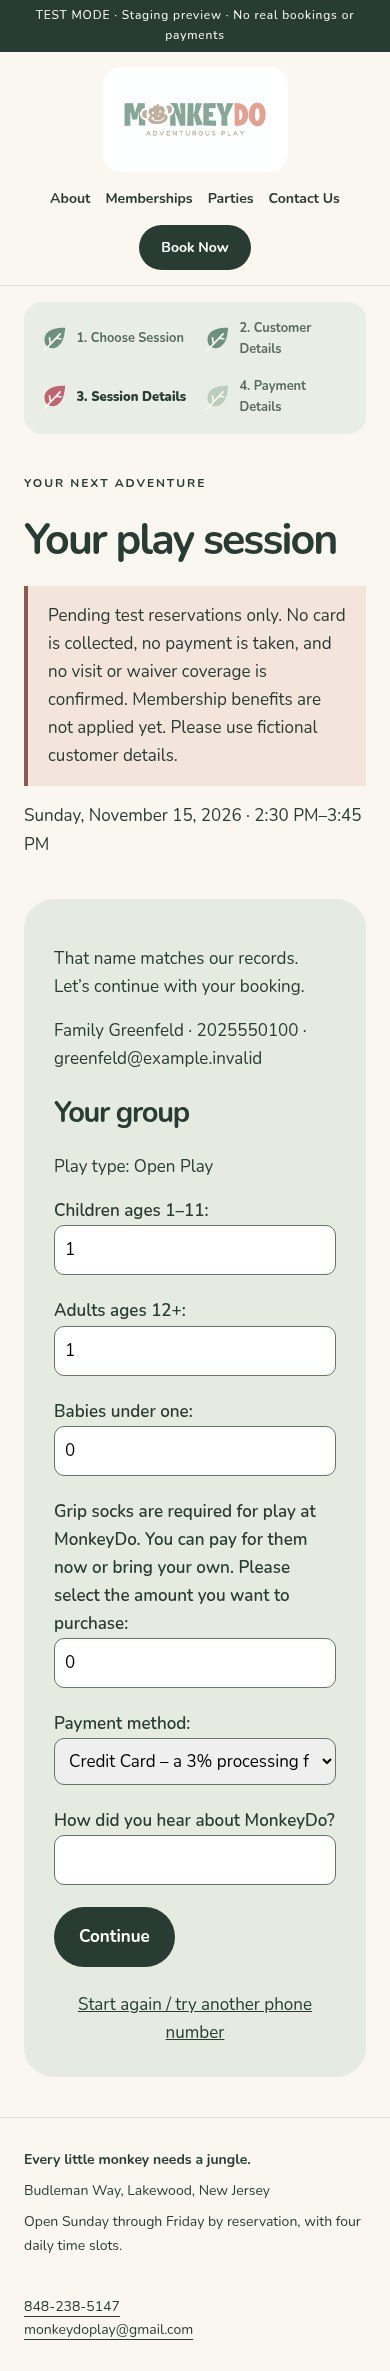 TEST MODE · Staging preview · No real bookings or
payments
MONKEYDO
ADVENTUROUS PLAY
About Memberships Parties Contact Us
Book Now
1. Choose Session
2. Customer
Details
3. Session Details
4. Payment
Details
YOUR NEXT ADVENTURE
Your play session
Pending test reservations only. No card
is collected, no payment is taken, and
no visit or waiver coverage is
confirmed. Membership benefits are
not applied yet. Please use fictional
customer details.
Sunday, November 15, 2026 · 2:30 PM–3:45
PM
That name matches our records.
Let’s continue with your booking.
Family Greenfeld · 2025550100 ·
greenfeld@example.invalid
Your group
Play type: Open Play
Children ages 1–11:
1
Adults ages 12+:
1
Babies under one:
0
Grip socks are required for play at
MonkeyDo. You can pay for them
now or bring your own. Please
select the amount you want to
purchase:
0
Payment method:
Credit Card – a 3% processing f
How did you hear about MonkeyDo?
Continue
Start again / try another phone
number
Every little monkey needs a jungle.
Budleman Way, Lakewood, New Jersey
Open Sunday through Friday by reservation, with four
daily time slots.
848-238-5147
monkeydoplay@gmail.com